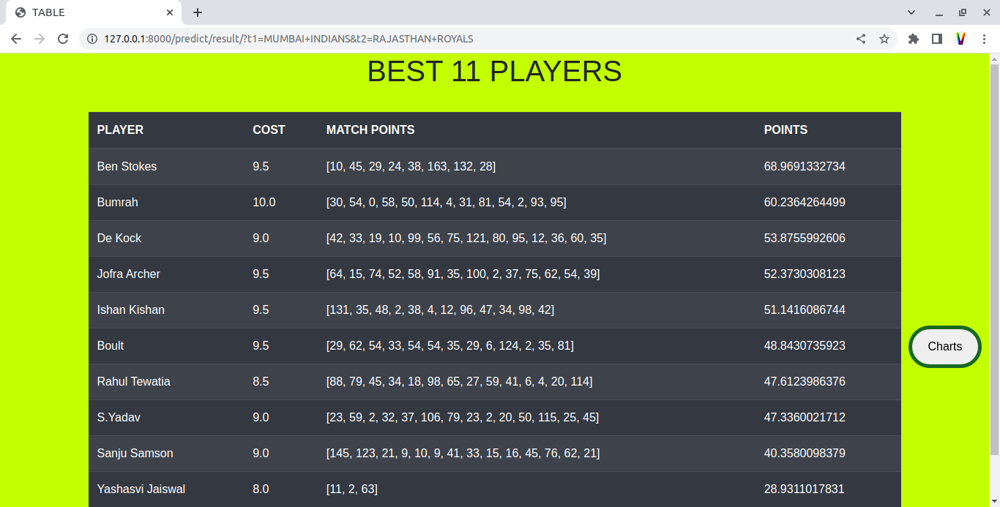 TABLE
127.0.0.1:8000/predict/result/?t1=MUMBAI+INDIANS&t2=RAJASTHAN+ROYALS
BEST 11 PLAYERS
PLAYER COST MATCH POINTS POINTS
Ben Stokes 9.5 [10, 45, 29, 24, 38, 163, 132, 28] 68.9691332734
Bumrah 10.0 [30, 54, 0, 58, 50, 114, 4, 31, 81, 54, 2, 93, 95] 60.2364264499
De Kock 9.0 [42, 33, 19, 10, 99, 56, 75, 121, 80, 95, 12, 36, 60, 35] 53.8755992606
Jofra Archer 9.5 [64, 15, 74, 52, 58, 91, 35, 100, 2, 37, 75, 62, 54, 39] 52.3730308123
Ishan Kishan 9.5 [131, 35, 48, 2, 38, 4, 12, 96, 47, 34, 98, 42] 51.1416086744
Boult 9.5 [29, 62, 54, 33, 54, 54, 35, 29, 6, 124, 2, 35, 81] 48.8430735923
Charts
Rahul Tewatia 8.5 [88, 79, 45, 34, 18, 98, 65, 27, 59, 41, 6, 4, 20, 114] 47.6123986376
S.Yadav 9.0 [23, 59, 2, 32, 37, 106, 79, 23, 2, 20, 50, 115, 25, 45] 47.3360021712
Sanju Samson 9.0 [145, 123, 21, 9, 10, 9, 41, 33, 15, 16, 45, 76, 62, 21] 40.3580098379
Yashasvi Jaiswal 8.0 [11, 2, 63] 28.9311017831